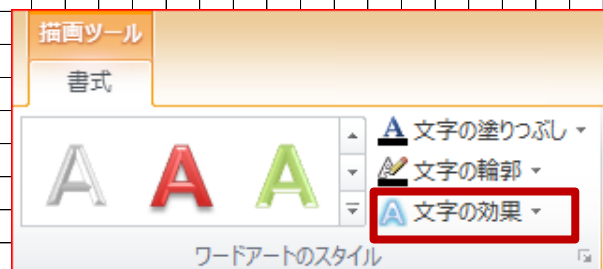 描画ツール
書式
A A A
A 文字の塗りつぶし
文字の輪郭
A 文字の効果
ワードアートのスタイル